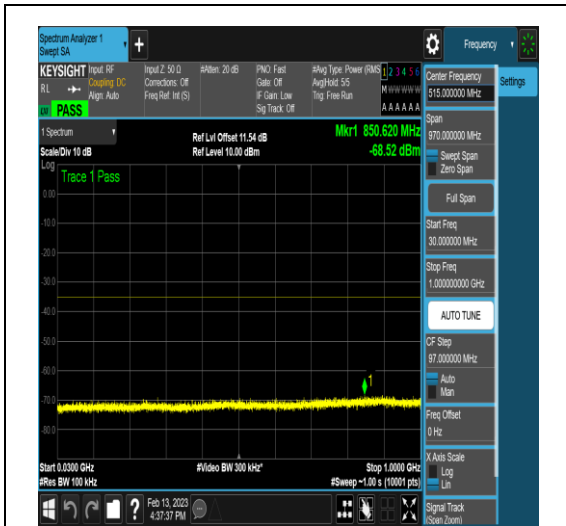 Spectrum Analyzer 1
Swept SA
+
Frequency
KEYSIGHT
Input: RF
Input Z: 50 Ω
#Atten: 20 dB
PNO: Fast
#Avg Type: Power (RMS
1 2 3 4 5 6
RL
Coupling: DC
Corrections: Off
Gate: Off
Avg|Hold: 5/5
M W W W W W
Align: Auto
Freq Ref: Int (S)
IF Gain: Low
Trig: Free Run
Sig Track: Off
A A A A A A
PASS
1 Spectrum
Ref Lvl Offset 11.54 dB
Mkr1 850.620 MHz
Scale/Div 10 dB
Ref Level 10.00 dBm
-68.52 dBm
Log
Trace 1 Pass
0.00
-10.0
-20.0
-30.0
-40.0
-50.0
-60.0
-70.0
-80.0
1
Start 0.0300 GHz
#Video BW 300 kHz*
Stop 1.0000 GHz
#Res BW 100 kHz
#Sweep ~1.00 s (10001 pts)
Feb 13, 2023
4:37:37 PM
Center Frequency
515.000000 MHz
Settings
Span
970.000000 MHz
Swept Span
Zero Span
Full Span
Start Freq
30.000000 MHz
Stop Freq
1.000000000 GHz
AUTO TUNE
CF Step
97.000000 MHz
Auto
Man
Freq Offset
0 Hz
X Axis Scale
Log
Lin
Signal Track
(Span Zoom)